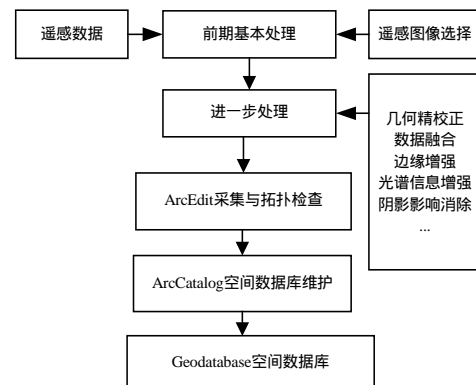 遥感数据
前期基本处理
遥感图像选择
进一步处理
几何精校正
数据融合
边缘增强
光谱信息增强
阴影影响消除
...
ArcEdit采集与拓扑检查
ArcCatalog空间数据库维护
Geodatabase空间数据库